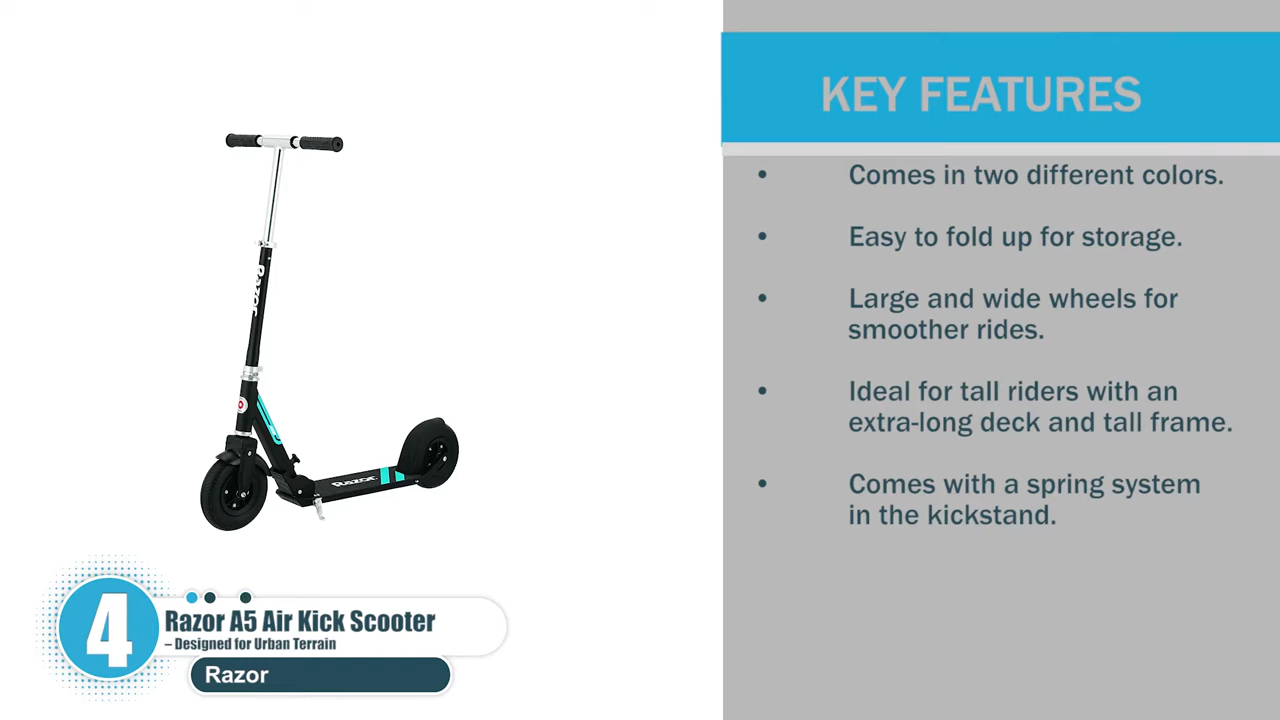 KEY FEATURES
• Comes in two different colors.
• Easy to fold up for storage.
• Large and wide wheels for
smoother rides.
• Ideal for tall riders with an
extra-long deck and tall frame.
• Comes with a spring system
in the kickstand.
Razor
Razor
4
Razor A5 Air Kick Scooter
– Designed for Urban Terrain
Razor